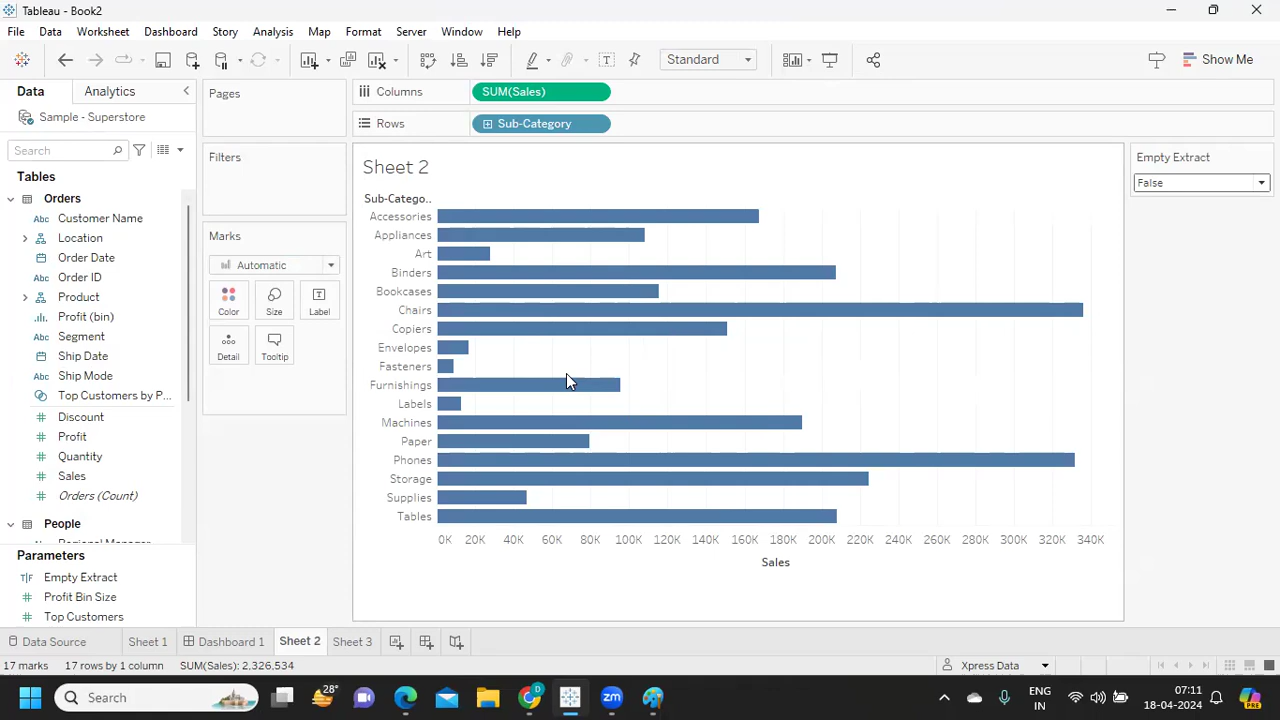 Tableau - Book2
File Data Worksheet Dashboard Story Analysis Map Format Server Window Help
Standard
Show Me
Data Analytics
Sample - Superstore
Search
Tables
Orders
Abc Customer Name
Location
Order Date
Abc Order ID
Product
Profit (bin)
Abc Segment
Ship Date
Abc Ship Mode
Top Customers by P...
Discount
Profit
Quantity
Sales
Orders (Count)
People
Parameters
Empty Extract
Profit Bin Size
Top Customers
Pages
Filters
Marks
Automatic
Color Size Label
Detail Tooltip
Columns SUM(Sales)
Rows Sub-Category
Sheet 2
Sub-Catego..
Accessories
Appliances
Art
Binders
Bookcases
Chairs
Copiers
Envelopes
Fasteners
Furnishings
Labels
Machines
Paper
Phones
Storage
Supplies
Tables
0K 20K 40K 60K 80K 100K 120K 140K 160K 180K 200K 220K 240K 260K 280K 300K 320K 340K
Sales
Empty Extract
False
Data Source Sheet 1 Dashboard 1 Sheet 2 Sheet 3
17 marks 17 rows by 1 column SUM(Sales): 2,326,534
Xpress Data
Search
28°
ENG
IN
07:11
18-04-2024